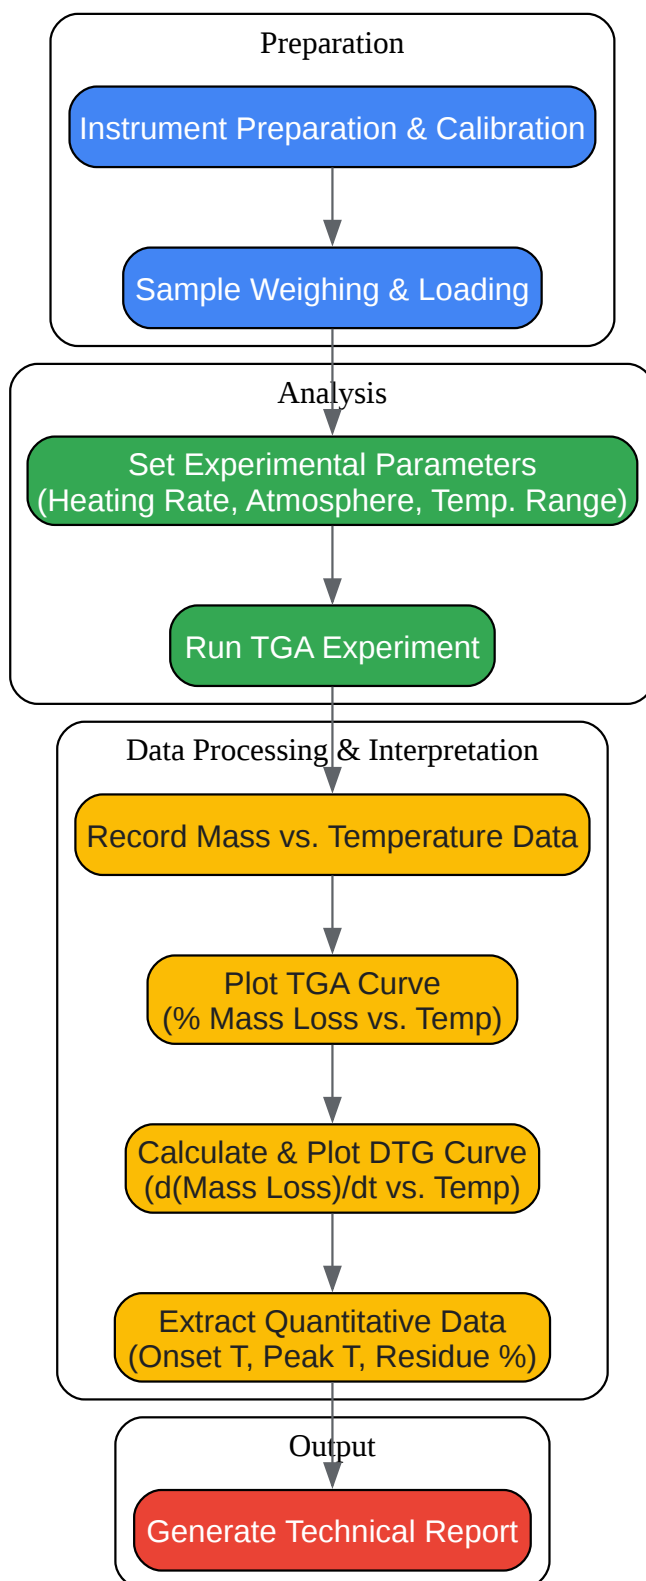 Preparation
Instrument Preparation & Calibration
Sample Weighing & Loading
Analysis
Set Experimental Parameters
(Heating Rate, Atmosphere, Temp. Range)
Run TGA Experiment
Data Processing & Interpretation
Record Mass vs. Temperature Data
Plot TGA Curve
(% Mass Loss vs. Temp)
Calculate & Plot DTG Curve
(d(Mass Loss)/dt vs. Temp)
Extract Quantitative Data
(Onset T, Peak T, Residue %)
Output
Generate Technical Report